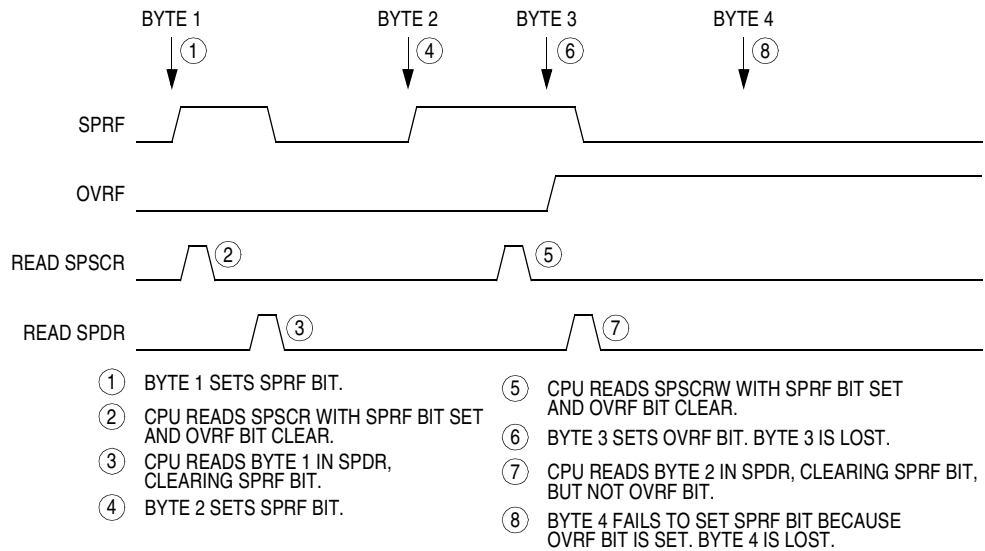 BYTE 1 BYTE 2 BYTE 3 BYTE 4
1 4 6 8
SPRF
OVRF
READ SPSCR 2 5
READ SPDR 3 7
1 BYTE 1 SETS SPRF BIT.
2 CPU READS SPSCR WITH SPRF BIT SET
AND OVRF BIT CLEAR.
3 CPU READS BYTE 1 IN SPDR,
CLEARING SPRF BIT.
4 BYTE 2 SETS SPRF BIT.
5 CPU READS SPSCRW WITH SPRF BIT SET
AND OVRF BIT CLEAR.
6 BYTE 3 SETS OVRF BIT. BYTE 3 IS LOST.
7 CPU READS BYTE 2 IN SPDR, CLEARING SPRF BIT,
BUT NOT OVRF BIT.
8 BYTE 4 FAILS TO SET SPRF BIT BECAUSE
OVRF BIT IS SET. BYTE 4 IS LOST.